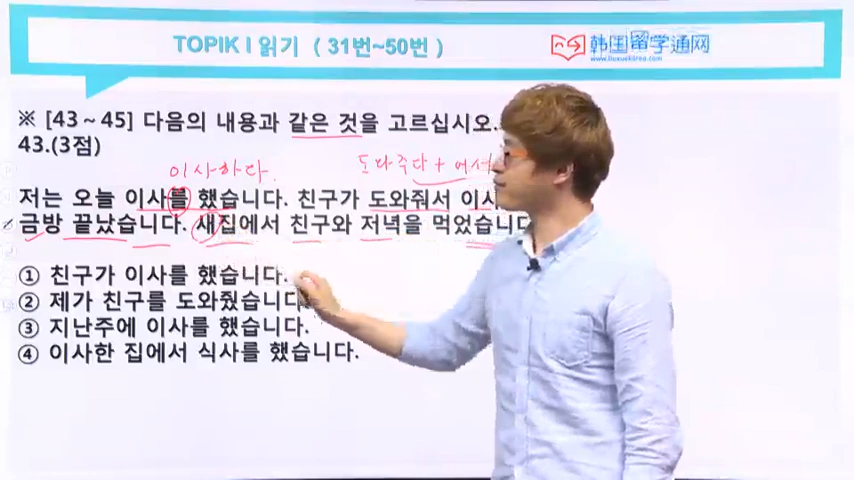 TOPIK I 읽기 ( 31번~50번 )
韩国留学通网
www.liuxuekorea.com
※ [43 ~ 45] 다음의 내용과 같은 것을 고르십시오.
43.(3점)
이사하다.
도와주다 + 어서
저는 오늘 이사를 했습니다. 친구가 도와줘서
금방 끝났습니다. 새집에서 친구와 저녁을 먹었습니다
① 친구가 이사를 했습니다.
② 제가 친구를 도와줬습니다.
③ 지난주에 이사를 했습니다.
④ 이사한 집에서 식사를 했습니다.